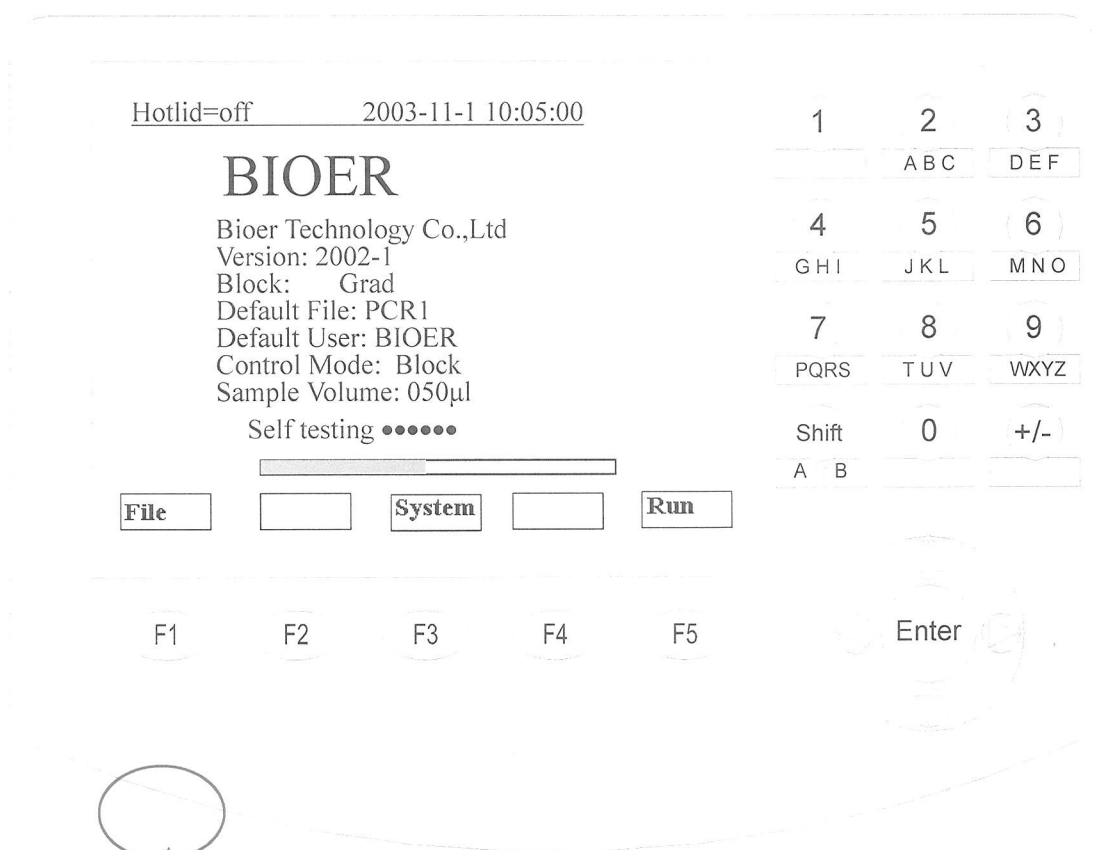 Hotlid=off 2003-11-1 10:05:00
BIOER
Bioer Technology Co.,Ltd
Version: 2002-1
Block: Grad
Default File: PCR1
Default User: BIOER
Control Mode: Block
Sample Volume: 050μl
Self testing ●●●●●●
File System Run
F1 F2 F3 F4 F5
1 2 3
ABC DEF
4 5 6
GHI JKL MNO
7 8 9
PQRS TUV WXYZ
Shift 0 +/-
A B
Enter